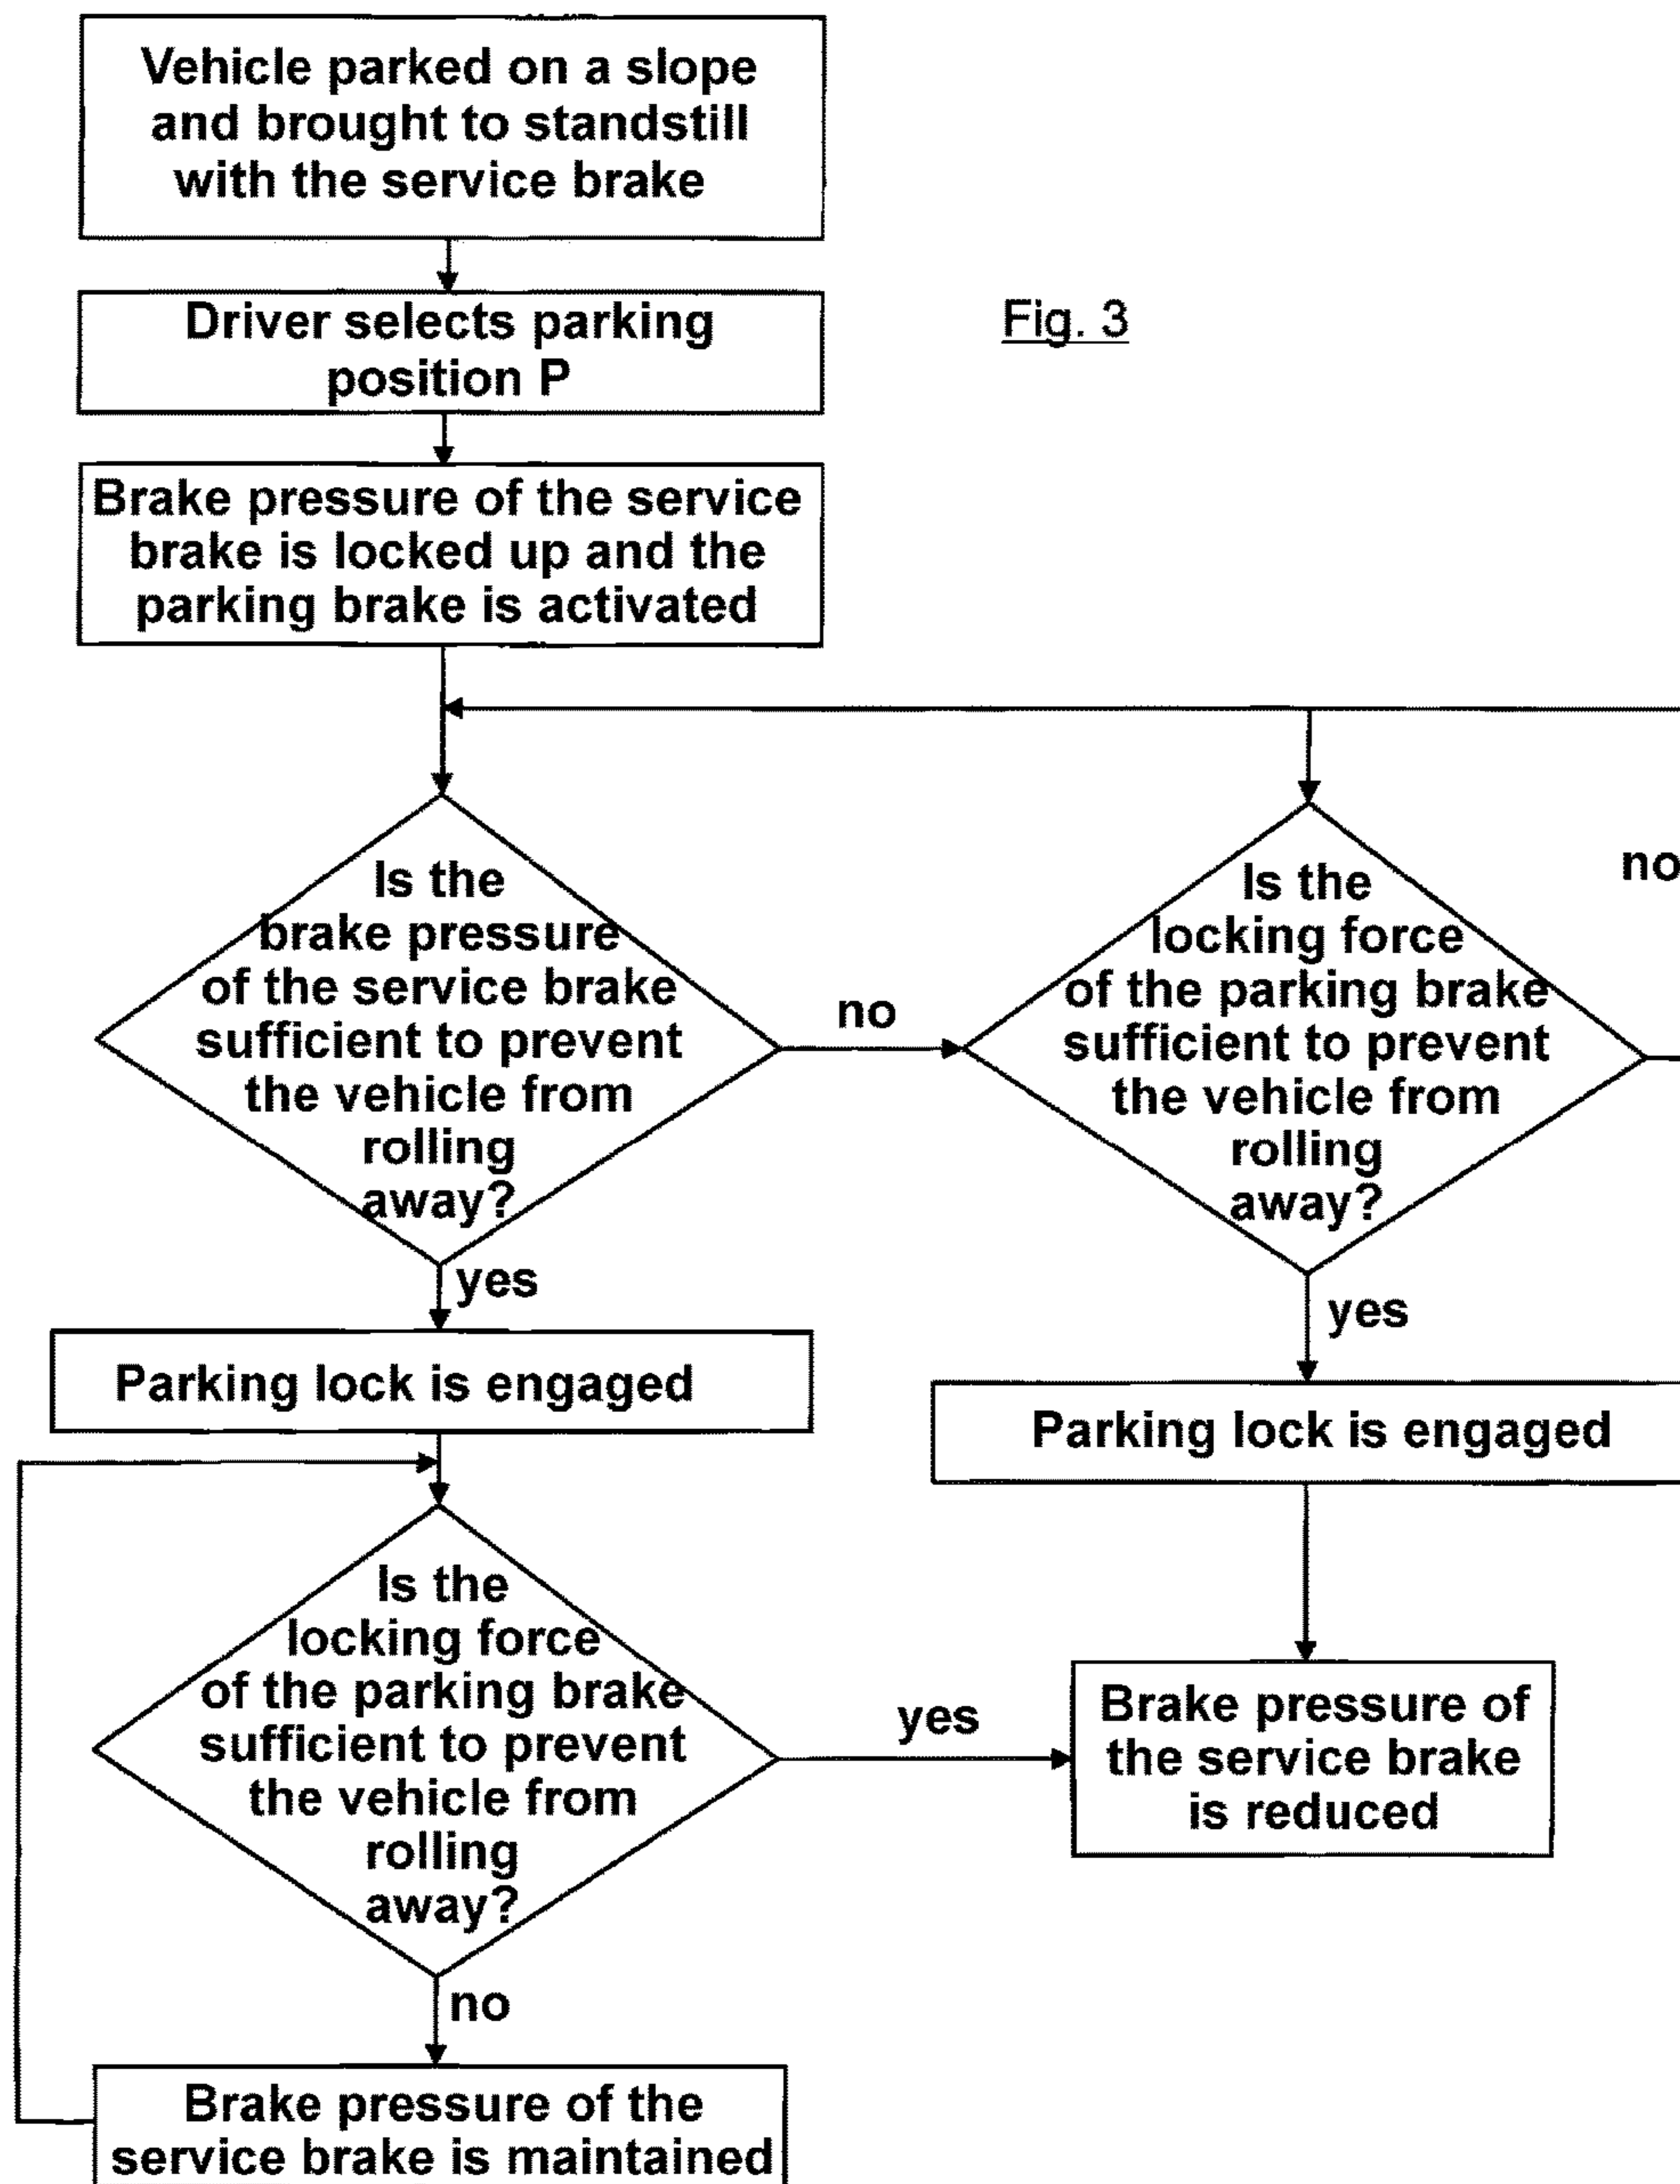 Vehicle parked on a slope
and brought to standstill
with the service brake
Driver selects parking
position P
Fig. 3
Brake pressure of the service
brake is locked up and the
parking brake is activated
Is the
brake pressure
of the service brake
sufficient to prevent
the vehicle from
rolling
away?
no
Is the
locking force
of the parking brake
sufficient to prevent
the vehicle from
rolling
away?
no
yes
Parking lock is engaged
yes
Parking lock is engaged
Is the
locking force
of the parking brake
sufficient to prevent
the vehicle from
rolling
away?
yes
Brake pressure of
the service brake
is reduced
no
Brake pressure of the
service brake is maintained